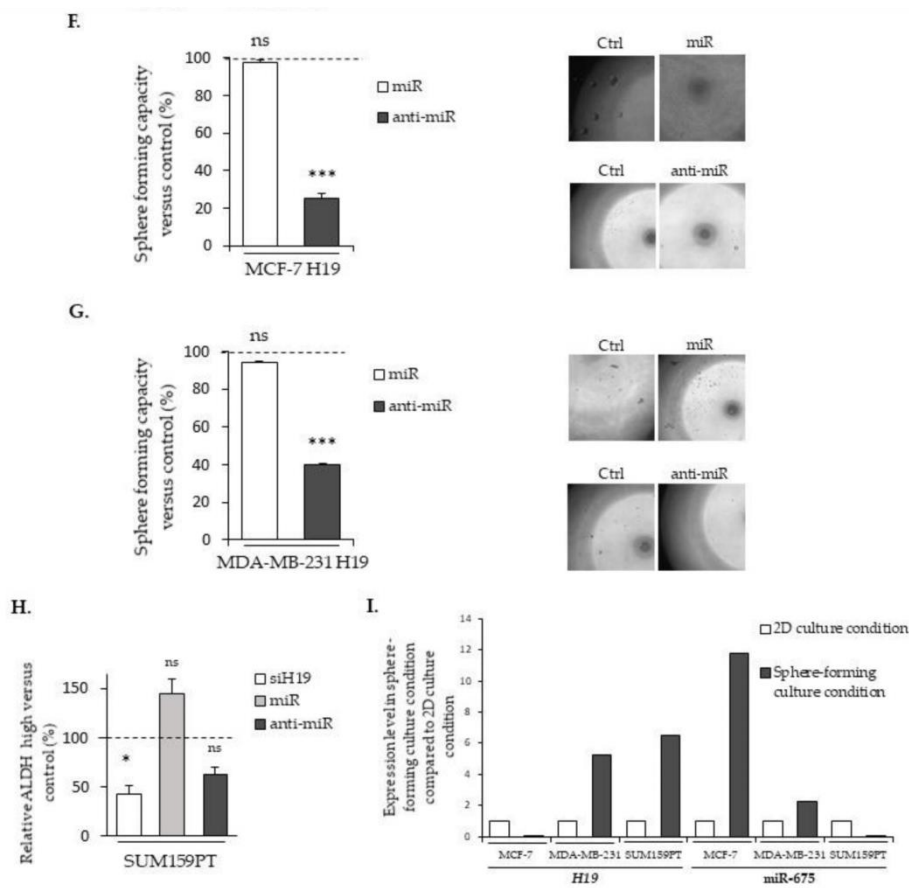 F.
Sphere forming capacity
versus control (%)
100
80
60
40
20
0
ns
***
MCF-7 H19
miR
anti-miR
Ctrl
miR
Ctrl
anti-miR
G.
Sphere forming capacity
versus control (%)
100
80
60
40
20
0
ns
***
MDA-MB-231 H19
miR
anti-miR
Ctrl
miR
Ctrl
anti-miR
H.
Relative ALDH high versus
control (%)
150
100
50
0
*
ns
ns
SUM159PT
siH19
miR
anti-miR
I.
Expression level in sphere-
forming culture condition
compared to 2D culture
condition
14
12
10
8
6
4
2
0
2D culture condition
Sphere-forming
culture condition
MCF-7
MDA-MB-231
SUM159PT
MCF-7
MDA-MB-231
SUM159PT
H19
miR-675